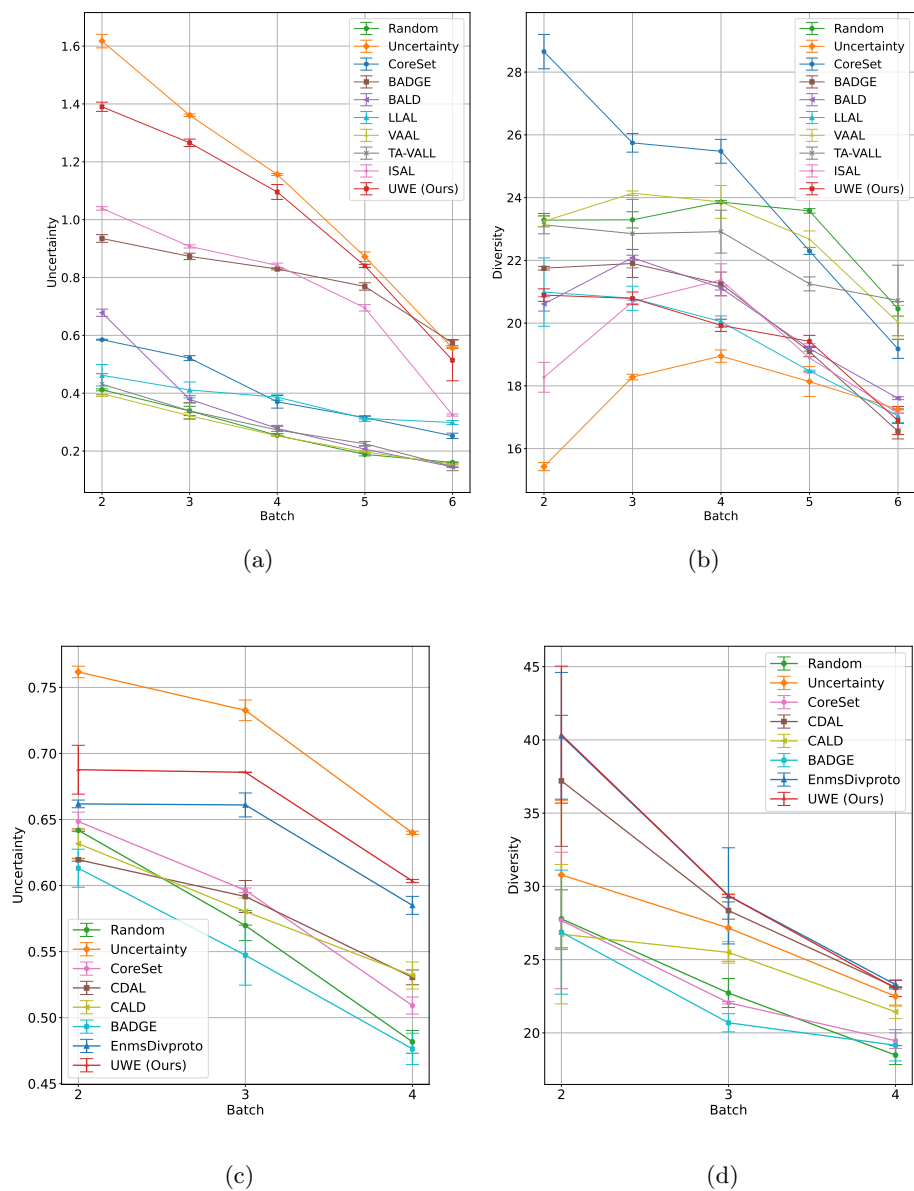 Uncertainty
1.6
1.4
1.2
1.0
0.8
0.6
0.4
0.2
2
3
4
5
6
Batch
Random
Uncertainty
CoreSet
BADGE
BALD
LLAL
VAAL
TA-VALL
ISAL
UWE (Ours)
(a)
Diversity
28
26
24
22
20
18
16
2
3
4
5
6
Batch
Random
Uncertainty
CoreSet
BADGE
BALD
LLAL
VAAL
TA-VALL
ISAL
UWE (Ours)
(b)
Uncertainty
0.75
0.70
0.65
0.60
0.55
0.50
0.45
2
3
4
Batch
Random
Uncertainty
CoreSet
CDAL
CALD
BADGE
EnmsDivproto
UWE (Ours)
(c)
Diversity
45
40
35
30
25
20
2
3
4
Batch
Random
Uncertainty
CoreSet
CDAL
CALD
BADGE
EnmsDivproto
UWE (Ours)
(d)